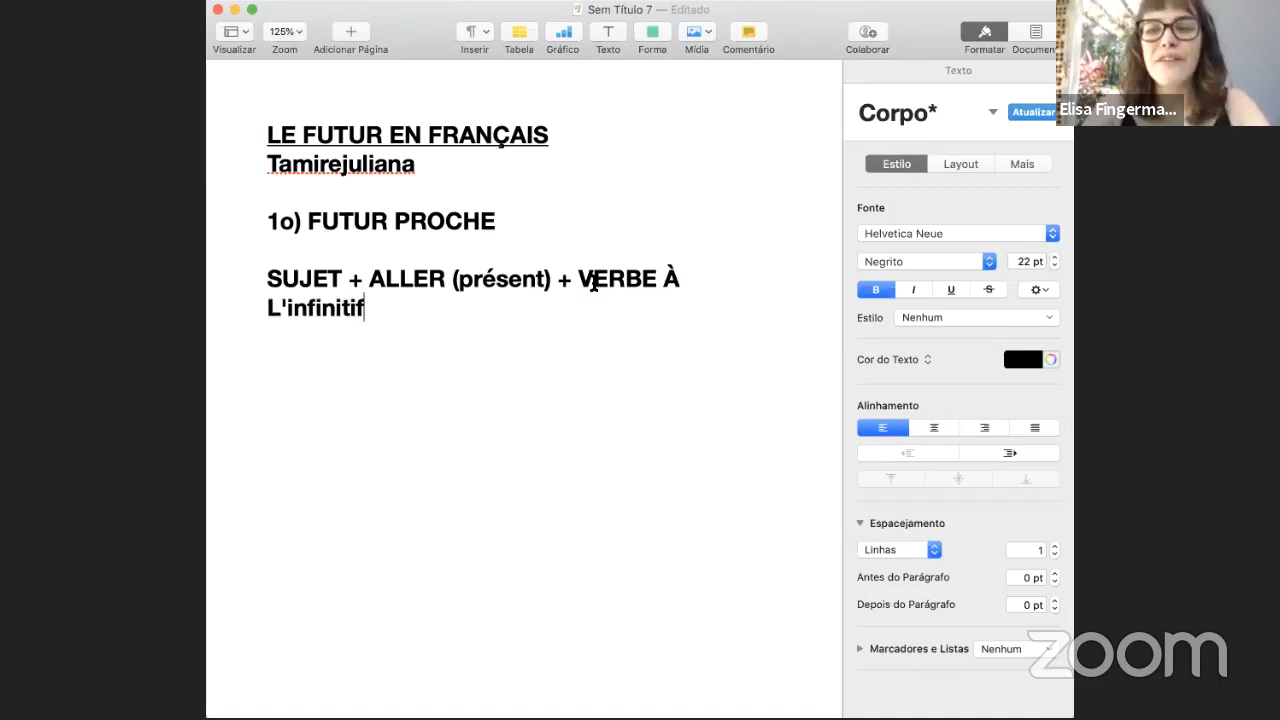 Sem Título 7 — Editado
125%
Visualizar
Zoom
Adicionar Página
Inserir
Tabela
Gráfico
Texto
Forma
Mídia
Comentário
Colaborar
Formatar
Documen
Texto
Elisa Fingerma...
Corpo*
Atualizar
Estilo
Layout
Mais
LE FUTUR EN FRANÇAIS
Tamirejuliana
1o) FUTUR PROCHE
SUJET + ALLER (présent) + VERBE À
L'infinitif
Fonte
Helvetica Neue
Negrito
22 pt
B I U S
Estilo
Nenhum
Cor do Texto
Alinhamento
Espacejamento
Linhas
1
Antes do Parágrafo
0 pt
Depois do Parágrafo
0 pt
Marcadores e Listas
Nenhum
zoom